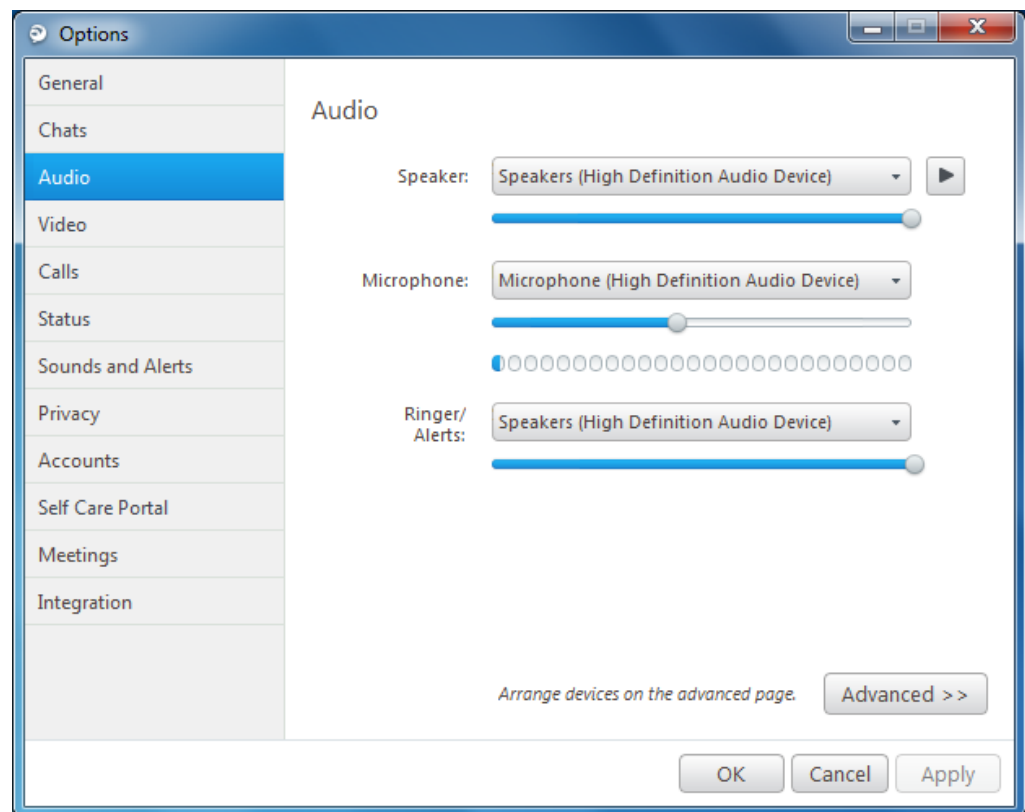 Options
General
Chats
Audio
Video
Calls
Status
Sounds and Alerts
Privacy
Accounts
Self Care Portal
Meetings
Integration
Audio
Speaker: Speakers (High Definition Audio Device)
Microphone: Microphone (High Definition Audio Device)
Ringer/
Alerts: Speakers (High Definition Audio Device)
Arrange devices on the advanced page. Advanced >>
OK Cancel Apply